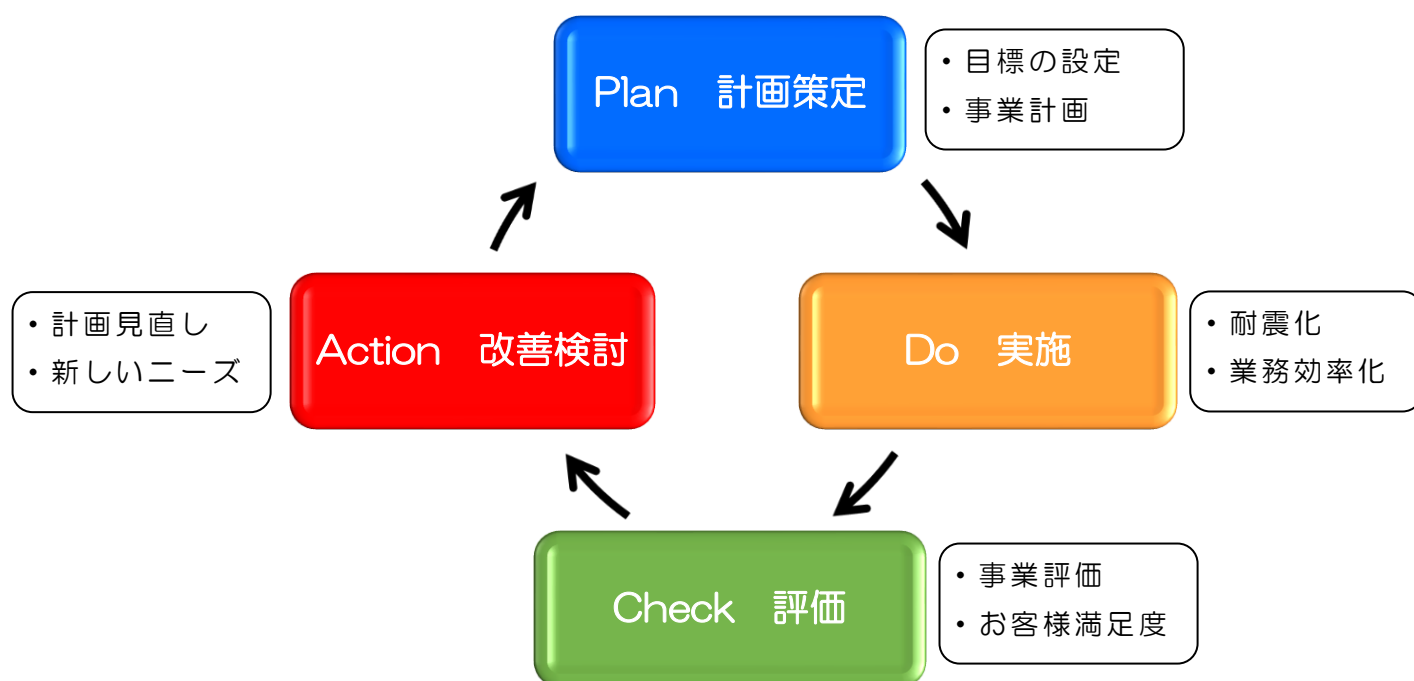 Plan　計画策定
・目標の設定
・事業計画
Action　改善検討
・計画見直し
・新しいニーズ
Do　実施
・耐震化
・業務効率化
Check　評価
・事業評価
・お客様満足度